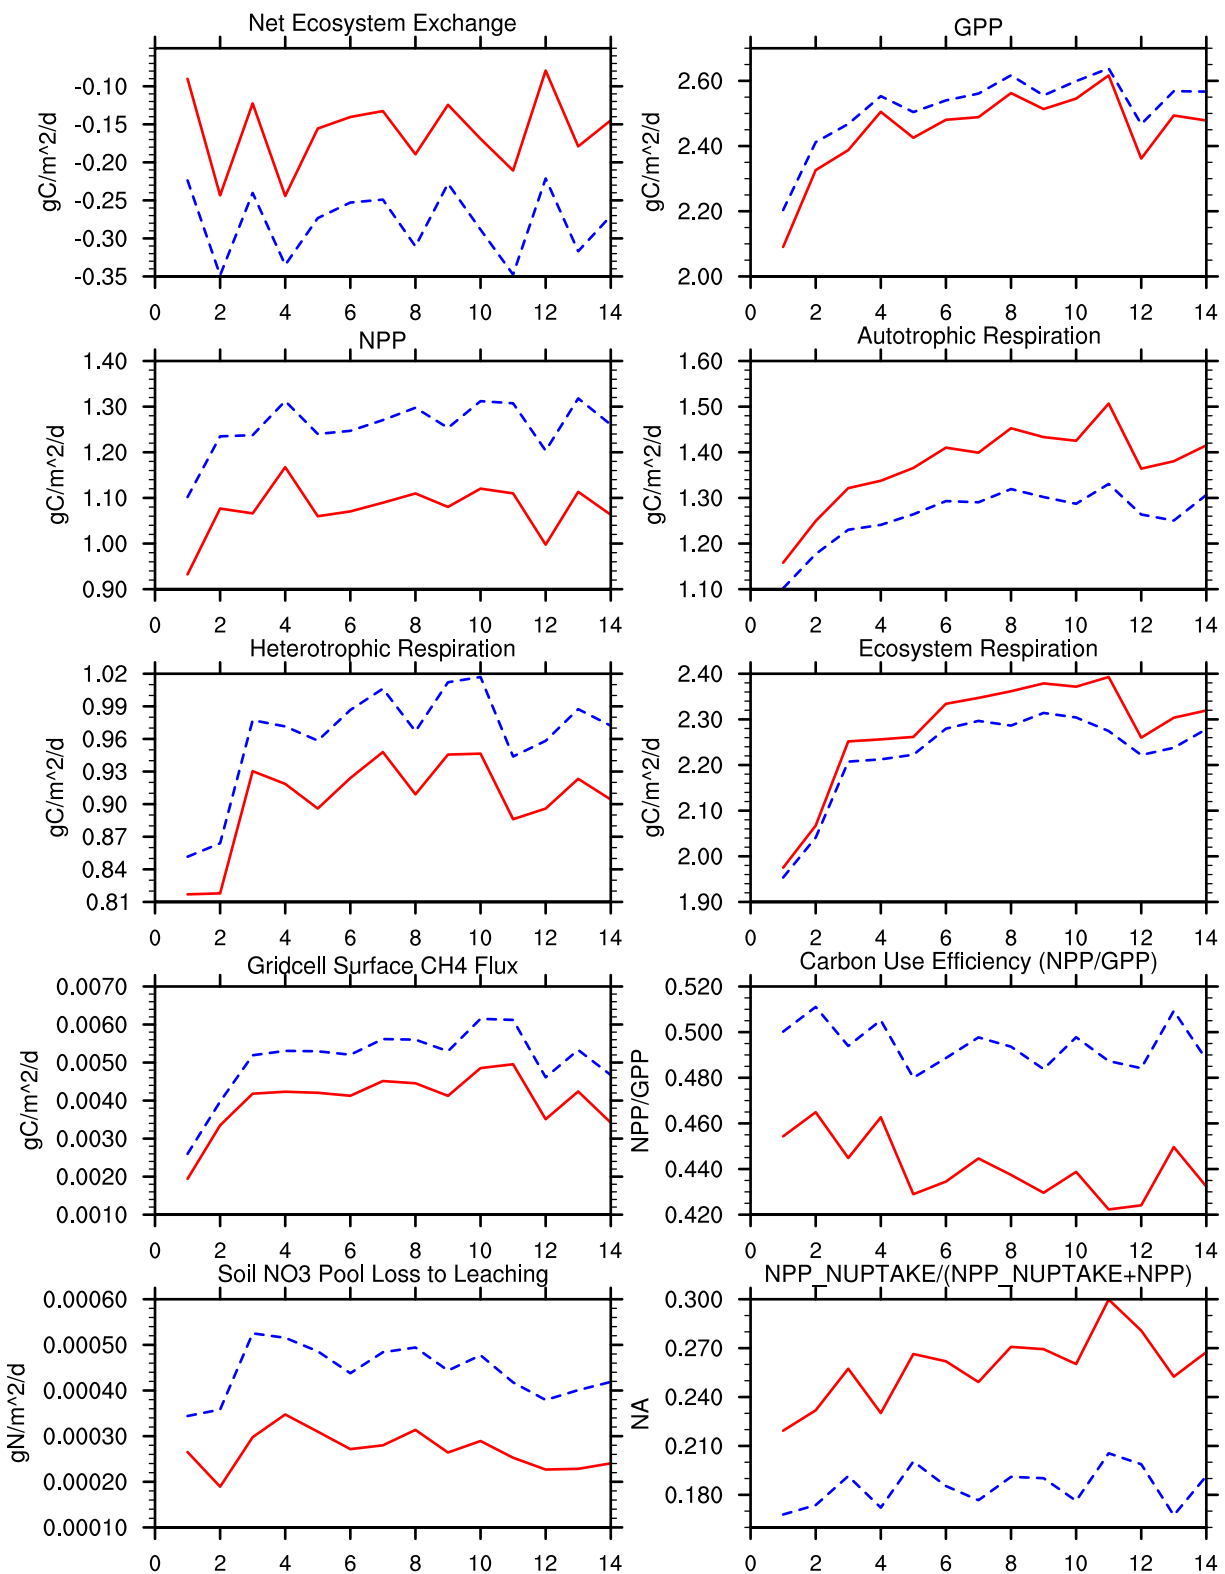 Net Ecosystem Exchange
gC/m^2/d
-0.10
-0.15
-0.20
-0.25
-0.30
-0.35
0 2 4 6 8 10 12 14
GPP
gC/m^2/d
2.60
2.40
2.20
2.00
0 2 4 6 8 10 12 14
NPP
gC/m^2/d
1.40
1.30
1.20
1.10
1.00
0.90
0 2 4 6 8 10 12 14
Autotrophic Respiration
gC/m^2/d
1.60
1.50
1.40
1.30
1.20
1.10
0 2 4 6 8 10 12 14
Heterotrophic Respiration
gC/m^2/d
1.02
0.99
0.96
0.93
0.90
0.87
0.84
0.81
0 2 4 6 8 10 12 14
Ecosystem Respiration
gC/m^2/d
2.40
2.30
2.20
2.10
2.00
1.90
0 2 4 6 8 10 12 14
Gridcell Surface CH4 Flux
gC/m^2/d
0.0070
0.0060
0.0050
0.0040
0.0030
0.0020
0.0010
0 2 4 6 8 10 12 14
Carbon Use Efficiency (NPP/GPP)
NPP/GPP
0.520
0.500
0.480
0.460
0.440
0.420
0 2 4 6 8 10 12 14
Soil NO3 Pool Loss to Leaching
gN/m^2/d
0.00060
0.00050
0.00040
0.00030
0.00020
0.00010
0 2 4 6 8 10 12 14
NPP_NUPTAKE/(NPP_NUPTAKE+NPP)
NA
0.300
0.270
0.240
0.210
0.180
0 2 4 6 8 10 12 14